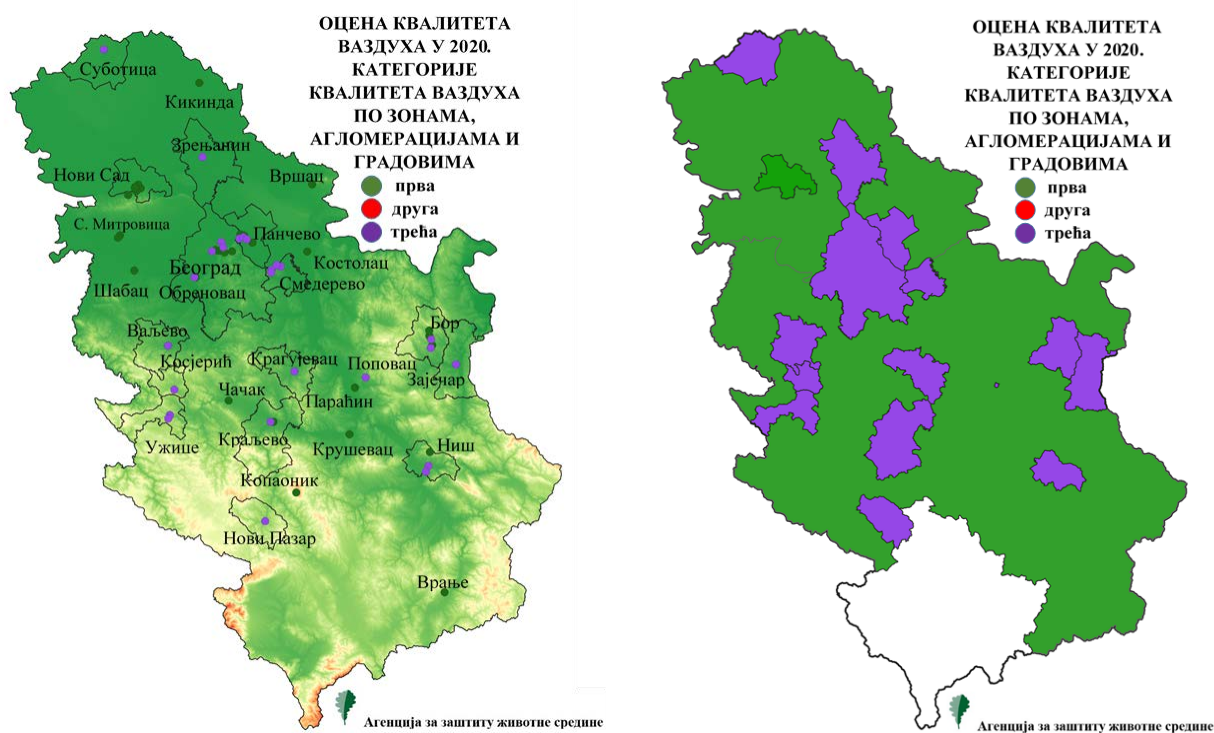 ОЦЕНА КВАЛИТЕТА
ВАЗДУХА У 2020.
КАТЕГОРИЈЕ
КВАЛИТЕТА ВАЗДУХА
ПО ЗОНАМА,
АГЛОМЕРАЦИЈАМА И
ГРАДОВИМА
прва
друга
трећа
Суботица
Кикинда
Зрењанин
Нови Сад
Вршац
С. Митровица
Панчево
Београд
Костолац
Шабац
Обреновац
Смедерево
Ваљево
Бор
Косјерић
Крагујевац
Поповац
Зајечар
Чачак
Параћин
Ужице
Краљево
Крушевац
Ниш
Копаоник
Нови Пазар
Врање
Агенција за заштиту животне средине
ОЦЕНА КВАЛИТЕТА
ВАЗДУХА У 2020.
КАТЕГОРИЈЕ
КВАЛИТЕТА ВАЗДУХА
ПО ЗОНАМА,
АГЛОМЕРАЦИЈАМА И
ГРАДОВИМА
прва
друга
трећа
Агенција за заштиту животне средине